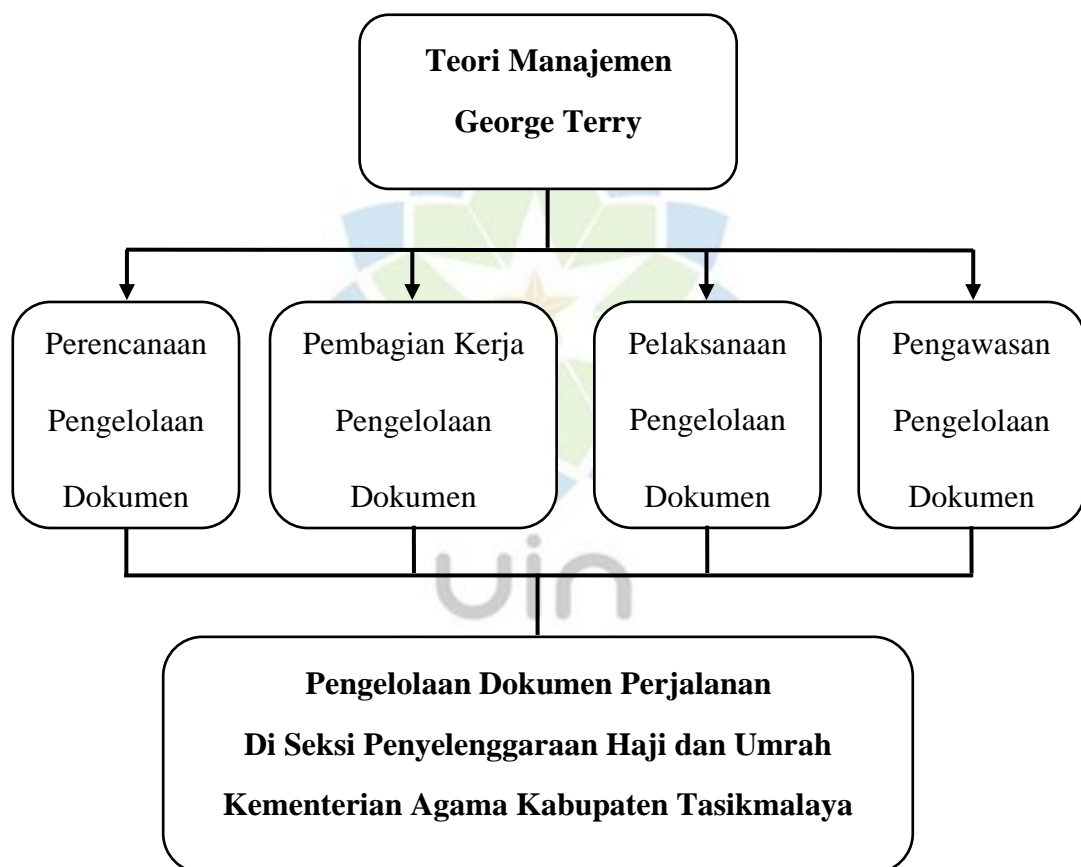 Teori Manajemen
George Terry
Perencanaan
Pengelolaan
Dokumen
Pembagian Kerja
Pengelolaan
Dokumen
Pelaksanaan
Pengelolaan
Dokumen
Pengawasan
Pengelolaan
Dokumen
uin
Pengelolaan Dokumen Perjalanan
Di Seksi Penyelenggaraan Haji dan Umrah
Kementerian Agama Kabupaten Tasikmalaya